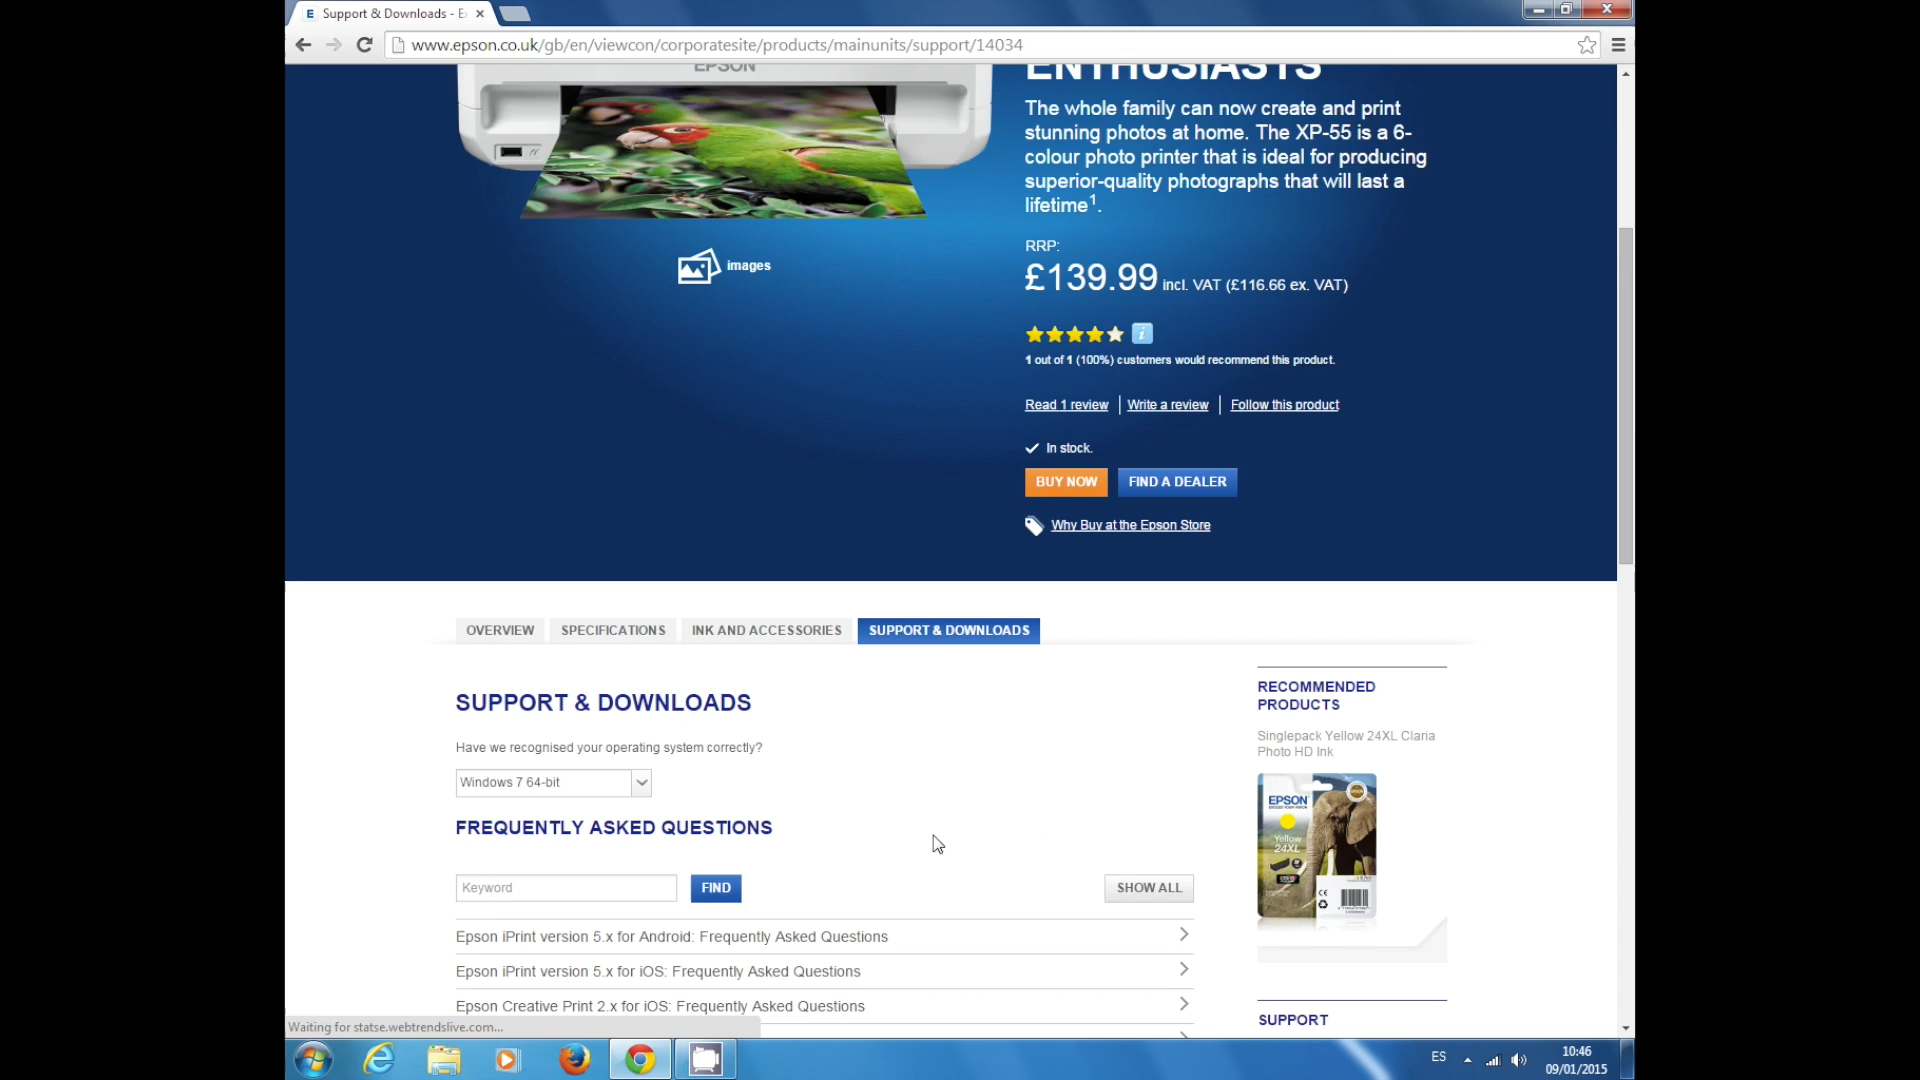 Support & Downloads - E
www.epson.co.uk/gb/en/viewcon/corporatesite/products/mainunits/support/14034
EPSON
ENTHUSIASTS
The whole family can now create and print
stunning photos at home. The XP-55 is a 6-
colour photo printer that is ideal for producing
superior-quality photographs that will last a
lifetime1.
images
RRP:
£139.99 incl. VAT (£116.66 ex. VAT)
1 out of 1 (100%) customers would recommend this product.
Read 1 review Write a review Follow this product
In stock.
BUY NOW FIND A DEALER
Why Buy at the Epson Store
OVERVIEW SPECIFICATIONS INK AND ACCESSORIES SUPPORT & DOWNLOADS
SUPPORT & DOWNLOADS
Have we recognised your operating system correctly?
Windows 7 64-bit
FREQUENTLY ASKED QUESTIONS
Keyword FIND SHOW ALL
Epson iPrint version 5.x for Android: Frequently Asked Questions
Epson iPrint version 5.x for iOS: Frequently Asked Questions
Epson Creative Print 2.x for iOS: Frequently Asked Questions
RECOMMENDED
PRODUCTS
Singlepack Yellow 24XL Claria
Photo HD Ink
EPSON
Yellow
24XL
SUPPORT
Waiting for statse.webtrendslive.com...
ES
10:46
09/01/2015